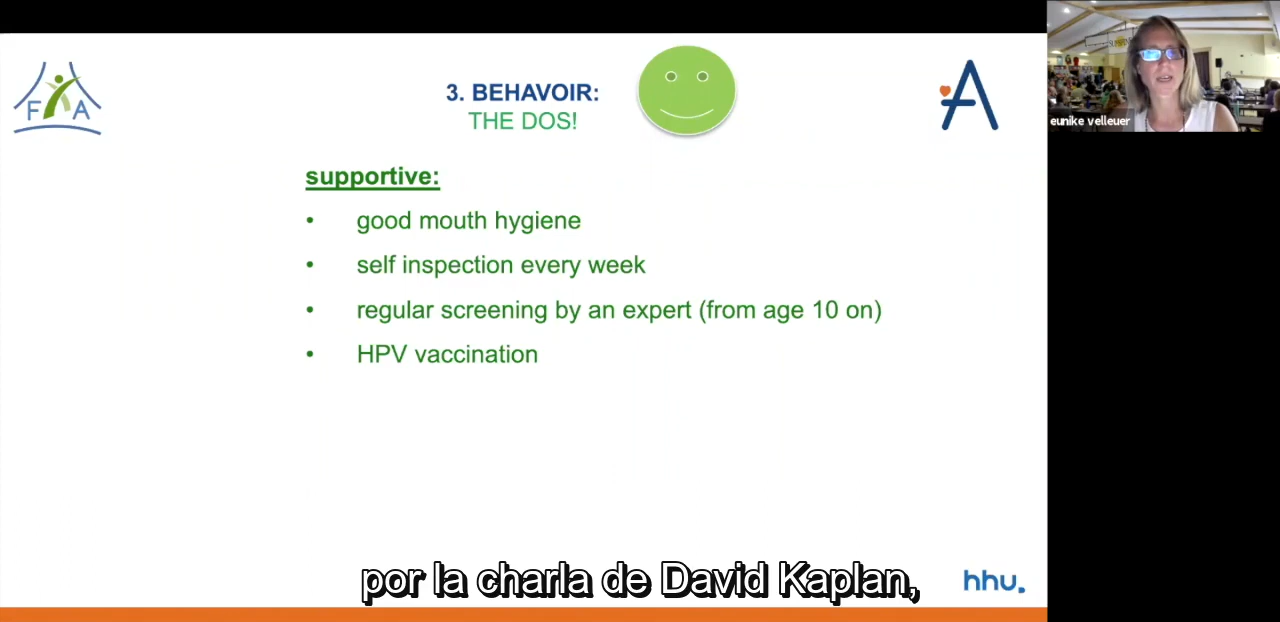 3. BEHAVOIR:
THE DOS!
F A
supportive:
• good mouth hygiene
• self inspection every week
• regular screening by an expert (from age 10 on)
• HPV vaccination
eunike velleuer
por la charla de David Kaplan,
hhu.